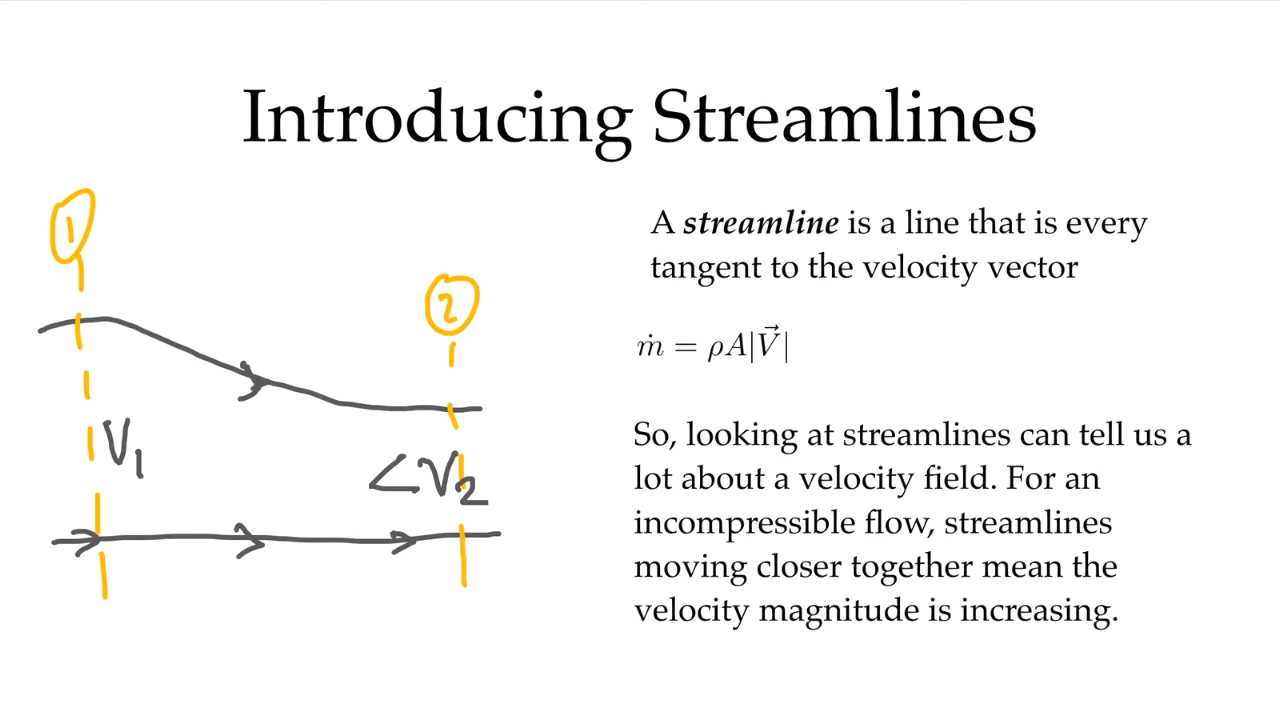 Introducing Streamlines
1
2
V₁
<V₂
A streamline is a line that is every
tangent to the velocity vector
ṁ = ρA|V⃗|
So, looking at streamlines can tell us a
lot about a velocity field. For an
incompressible flow, streamlines
moving closer together mean the
velocity magnitude is increasing.